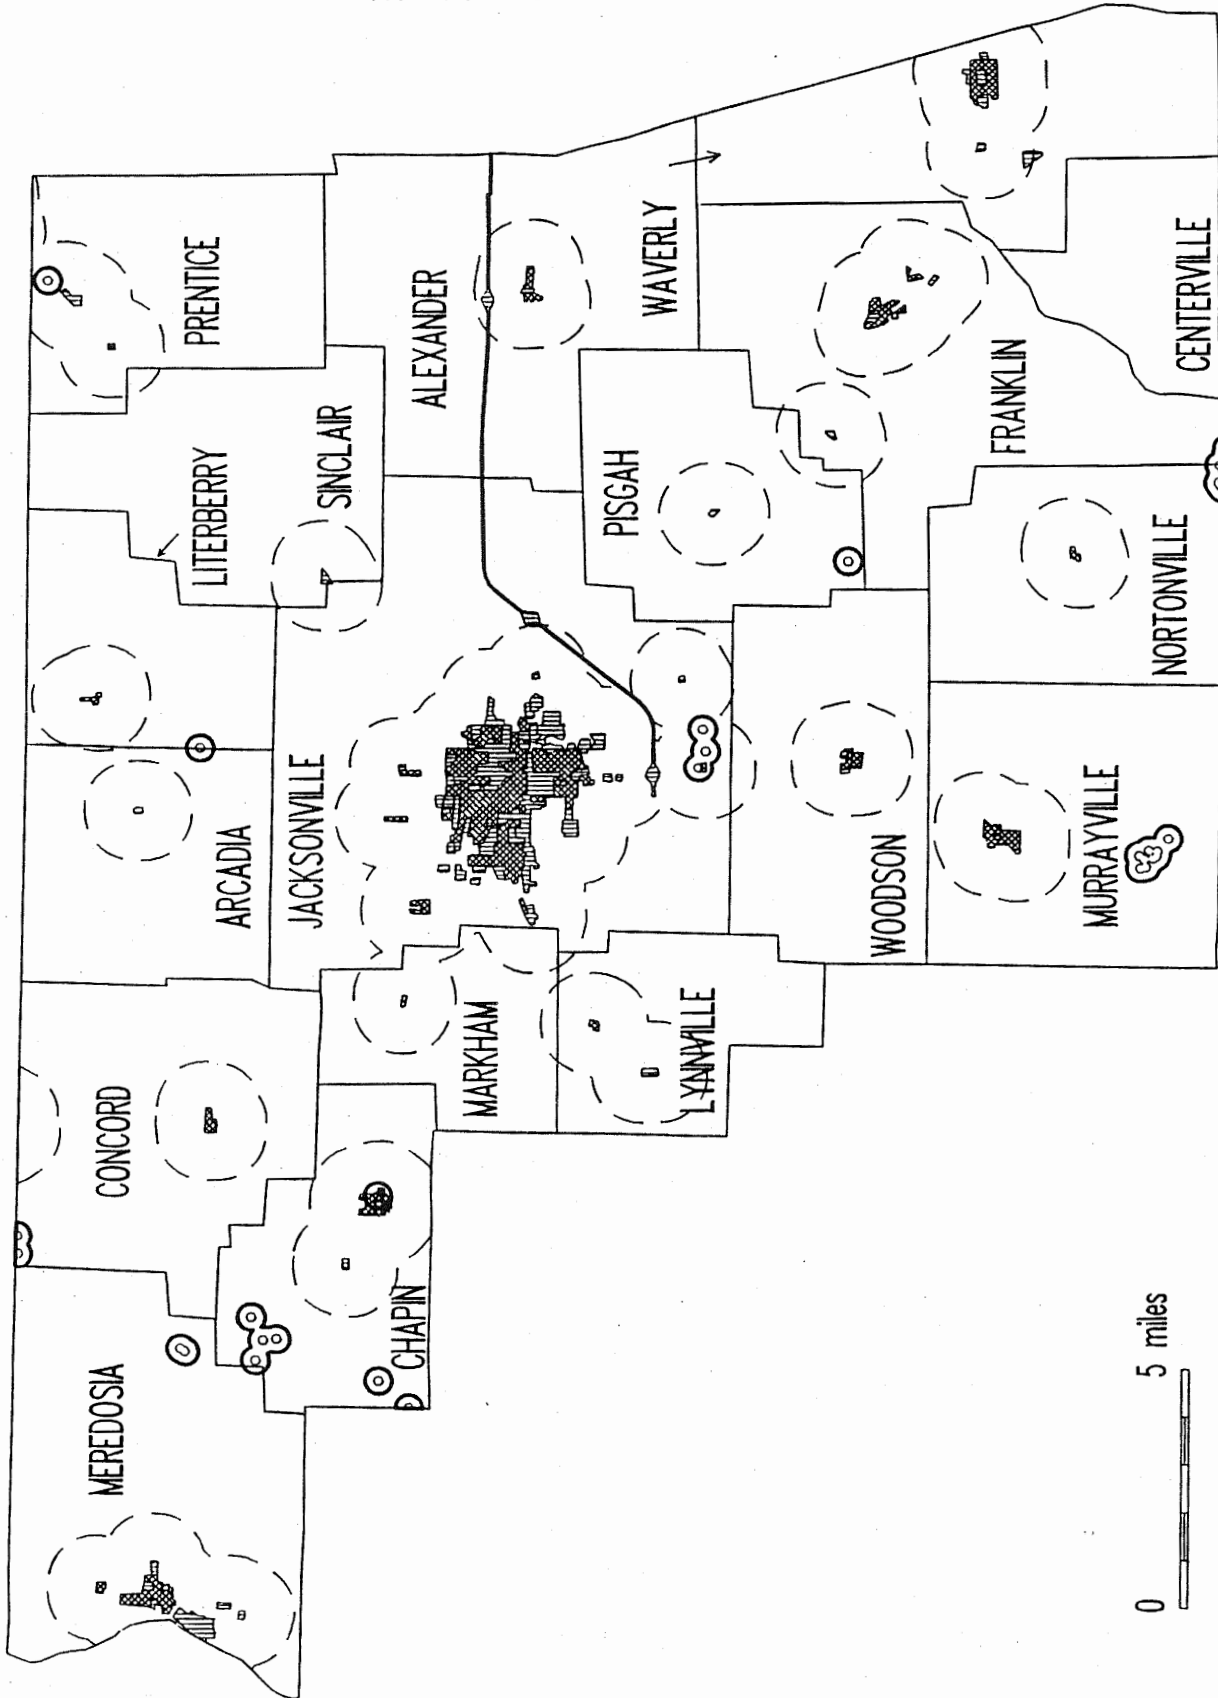 MEREDOSIA
CONCORD
ARCADIA
LITERBERRY
PRENTICE
SINCLAIR
CHAPIN
JACKSONVILLE
ALEXANDER
MARKHAM
LYNNVILLE
PISGAH
WAVERLY
WOODSON
FRANKLIN
MURRAYVILLE
NORTONVILLE
CENTERVILLE
0 5 miles